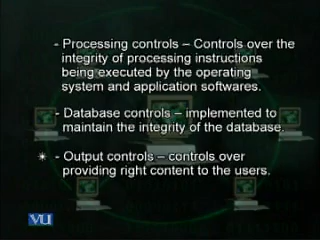 - Processing controls – Controls over the
integrity of processing instructions
being executed by the operating
system and application softwares.
- Database controls – implemented to
maintain the integrity of the database.
✴ - Output controls – controls over
providing right content to the users.
VU